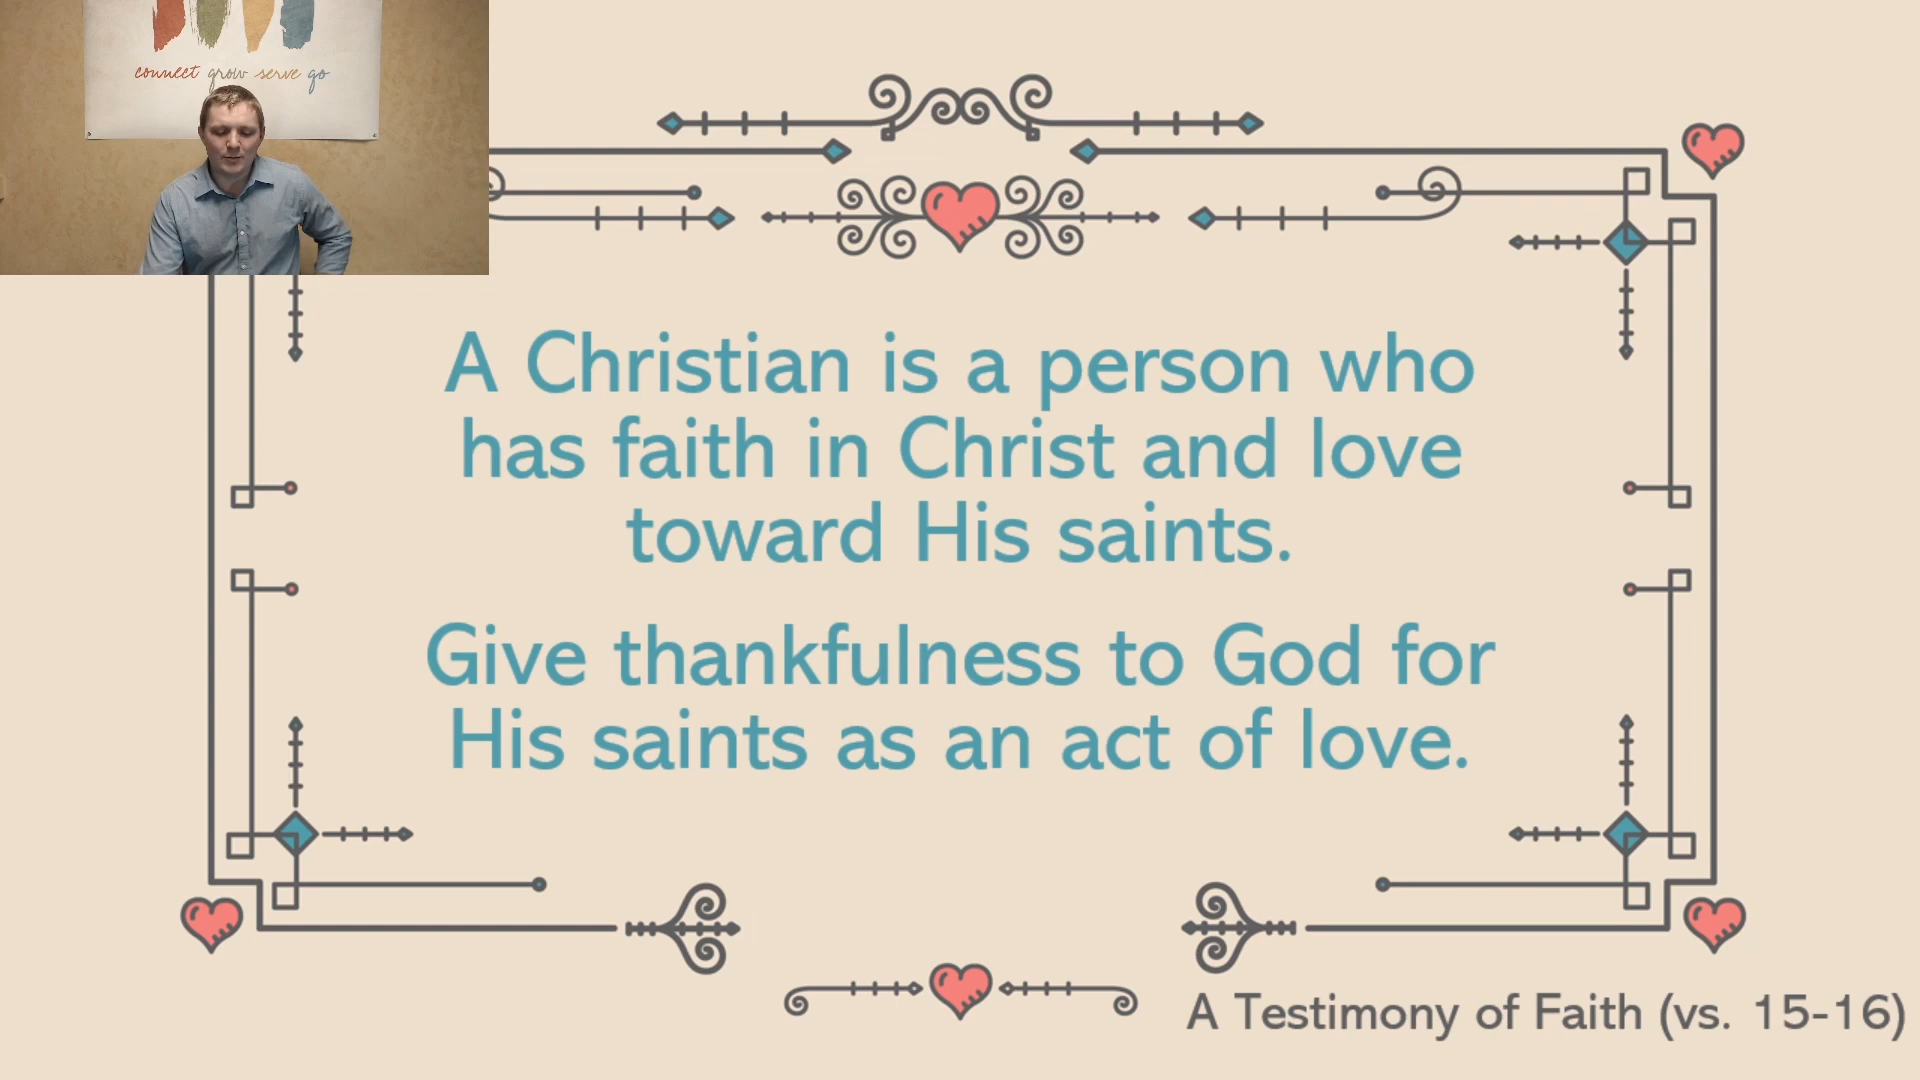 connect grow serve go
A Christian is a person who
has faith in Christ and love
toward His saints.
Give thankfulness to God for
His saints as an act of love.
A Testimony of Faith (vs. 15-16)